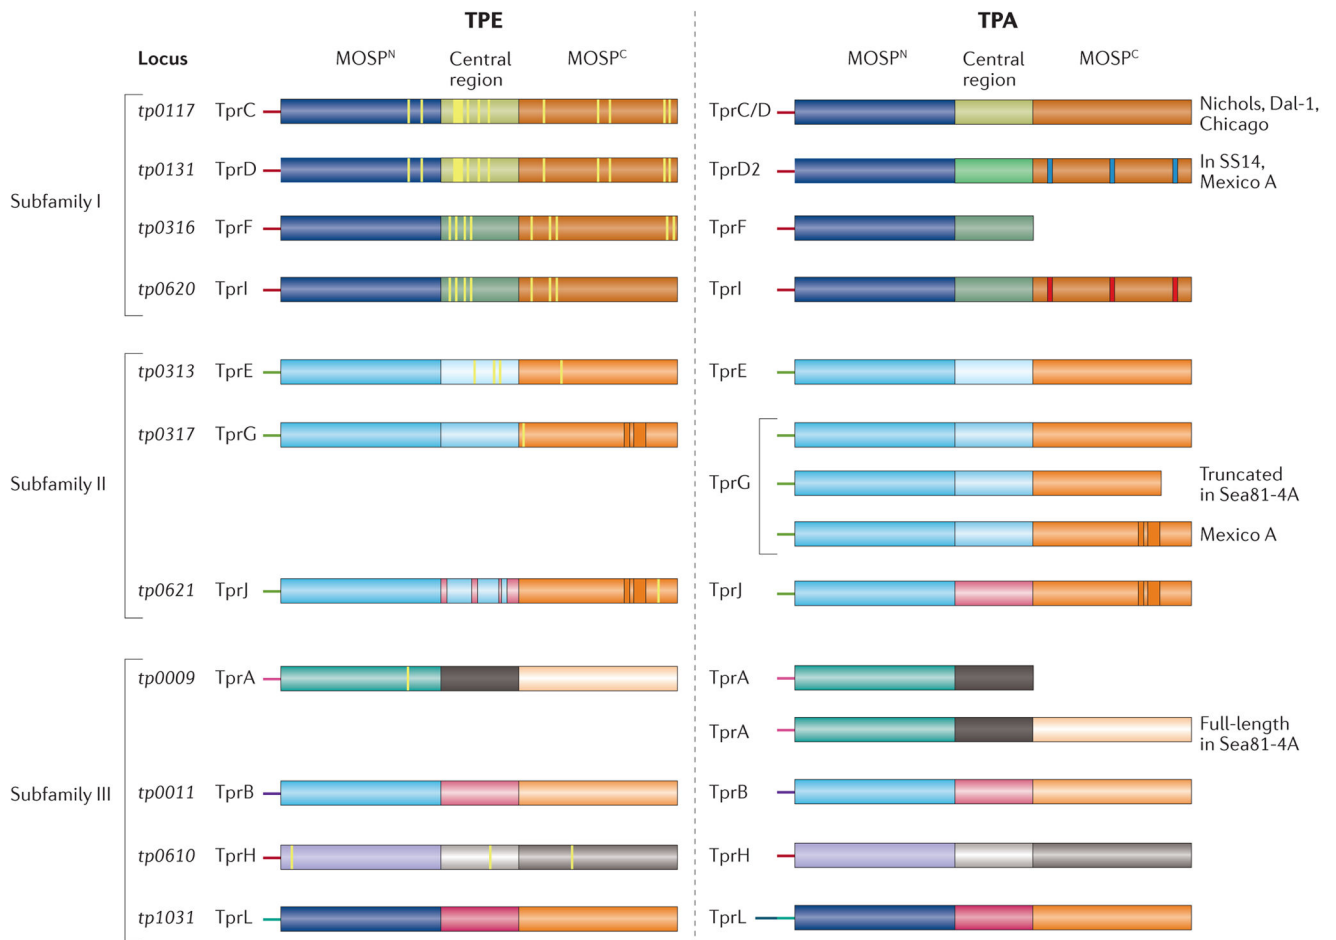 TPE
TPA
Locus
MOSPᴺ
Central
region
MOSPᶜ
MOSPᴺ
Central
region
MOSPᶜ
Subfamily I
tp0117
TprC
TprC/D
Nichols, Dal-1,
Chicago
tp0131
TprD
TprD2
In SS14,
Mexico A
tp0316
TprF
TprF
tp0620
TprI
TprI
Subfamily II
tp0313
TprE
TprE
tp0317
TprG
TprG
Truncated
in Sea81-4A
Mexico A
tp0621
TprJ
TprJ
Subfamily III
tp0009
TprA
TprA
TprA
Full-length
in Sea81-4A
tp0011
TprB
TprB
tp0610
TprH
TprH
tp1031
TprL
TprL